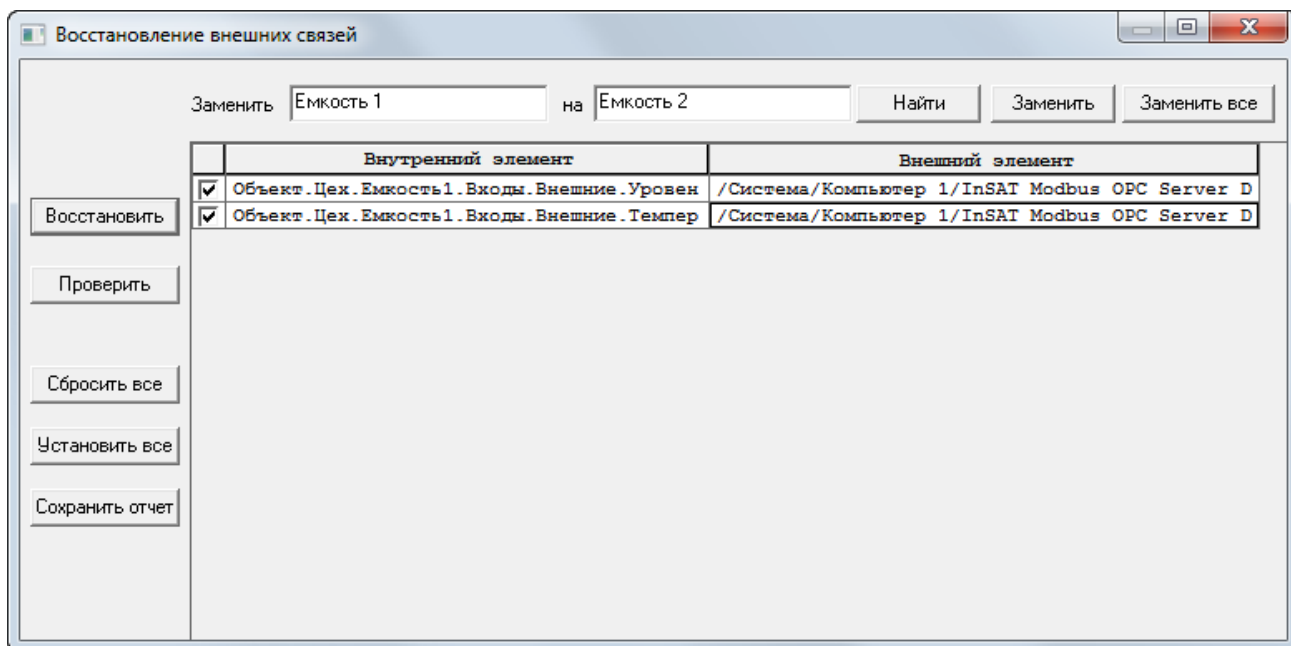 Восстановление внешних связей
Заменить Емкость 1 на Емкость 2 Найти Заменить Заменить все
Внутренний элемент Внешний элемент
Объект.Цех.Емкость1.Входы.Внешние.Уровен /Система/Компьютер 1/InSAT Modbus OPC Server D
Объект.Цех.Емкость1.Входы.Внешние.Темпер /Система/Компьютер 1/InSAT Modbus OPC Server D
Восстановить
Проверить
Сбросить все
Установить все
Сохранить отчет